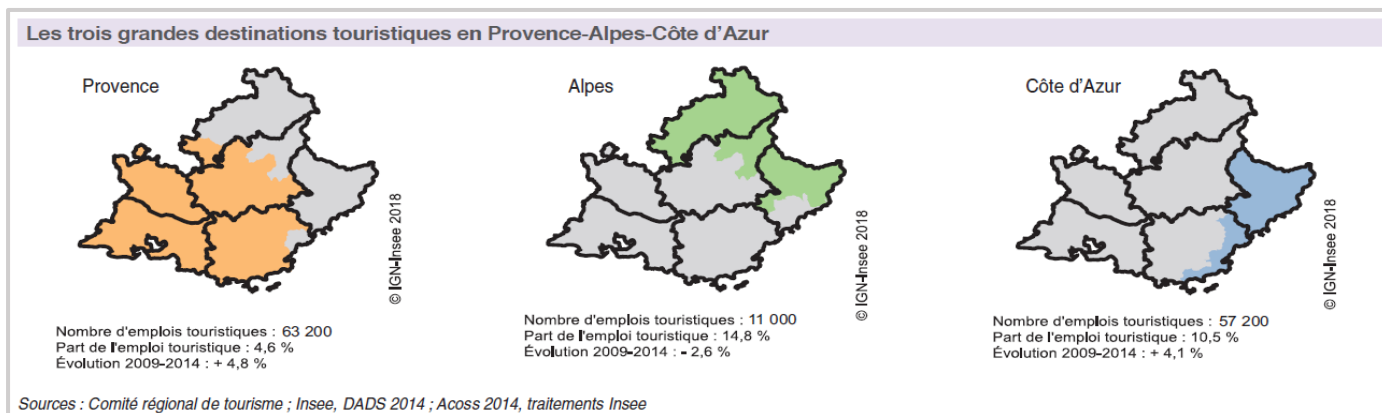 Les trois grandes destinations touristiques en Provence-Alpes-Côte d'Azur
Provence
© IGN-Insee 2018
Nombre d'emplois touristiques : 63 200
Part de l'emploi touristique : 4,6 %
Évolution 2009-2014 : + 4,8 %
Alpes
© IGN-Insee 2018
Nombre d'emplois touristiques : 11 000
Part de l'emploi touristique : 14,8 %
Évolution 2009-2014 : - 2,6 %
Côte d'Azur
© IGN-Insee 2018
Nombre d'emplois touristiques : 57 200
Part de l'emploi touristique : 10,5 %
Évolution 2009-2014 : + 4,1 %
Sources : Comité régional de tourisme ; Insee, DADS 2014 ; Acoss 2014, traitements Insee